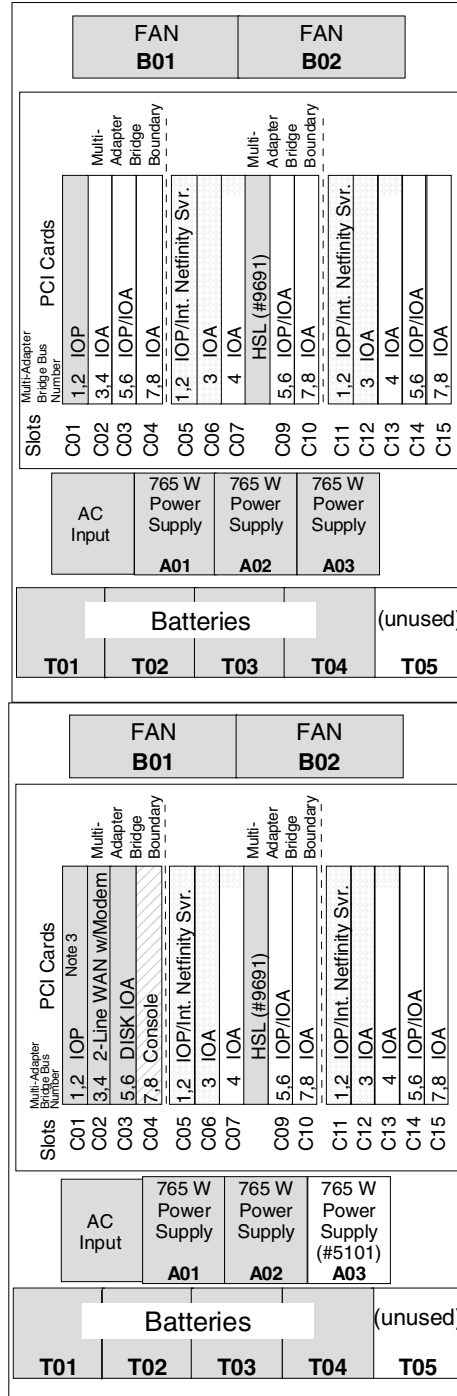 FAN
B01
FAN
B02
Multi-
Adapter
Bridge
Boundary
Multi-
Adapter
Bridge
Boundary
PCI Cards
Multi-Adapter
Bridge Bus
Number
Slots
1,2 IOP
3,4 IOA
5,6 IOP/IOA
7,8 IOA
1,2 IOP/Int. Netfinity Svr.
3 IOA
4 IOA
HSL (#9691)
5,6 IOP/IOA
7,8 IOA
1,2 IOP/Int. Netfinity Svr.
3 IOA
4 IOA
5,6 IOP/IOA
7,8 IOA
C01
C02
C03
C04
C05
C06
C07
C09
C10
C11
C12
C13
C14
C15
AC
Input
765 W
Power
Supply
A01
765 W
Power
Supply
A02
765 W
Power
Supply
A03
Batteries
(unused)
T01
T02
T03
T04
T05
FAN
B01
FAN
B02
Multi-
Adapter
Bridge
Boundary
Multi-
Adapter
Bridge
Boundary
PCI Cards
Multi-Adapter
Bridge Bus
Number
Slots
1,2 IOP Note 3
3,4 2-Line WAN w/Modem
5,6 DISK IOA
7,8 Console
1,2 IOP/Int. Netfinity Svr.
3 IOA
4 IOA
HSL (#9691)
5,6 IOP/IOA
7,8 IOA
1,2 IOP/Int. Netfinity Svr.
3 IOA
4 IOA
5,6 IOP/IOA
7,8 IOA
C01
C02
C03
C04
C05
C06
C07
C09
C10
C11
C12
C13
C14
C15
AC
Input
765 W
Power
Supply
A01
765 W
Power
Supply
A02
765 W
Power
Supply
(#5101)
A03
Batteries
(unused)
T01
T02
T03
T04
T05